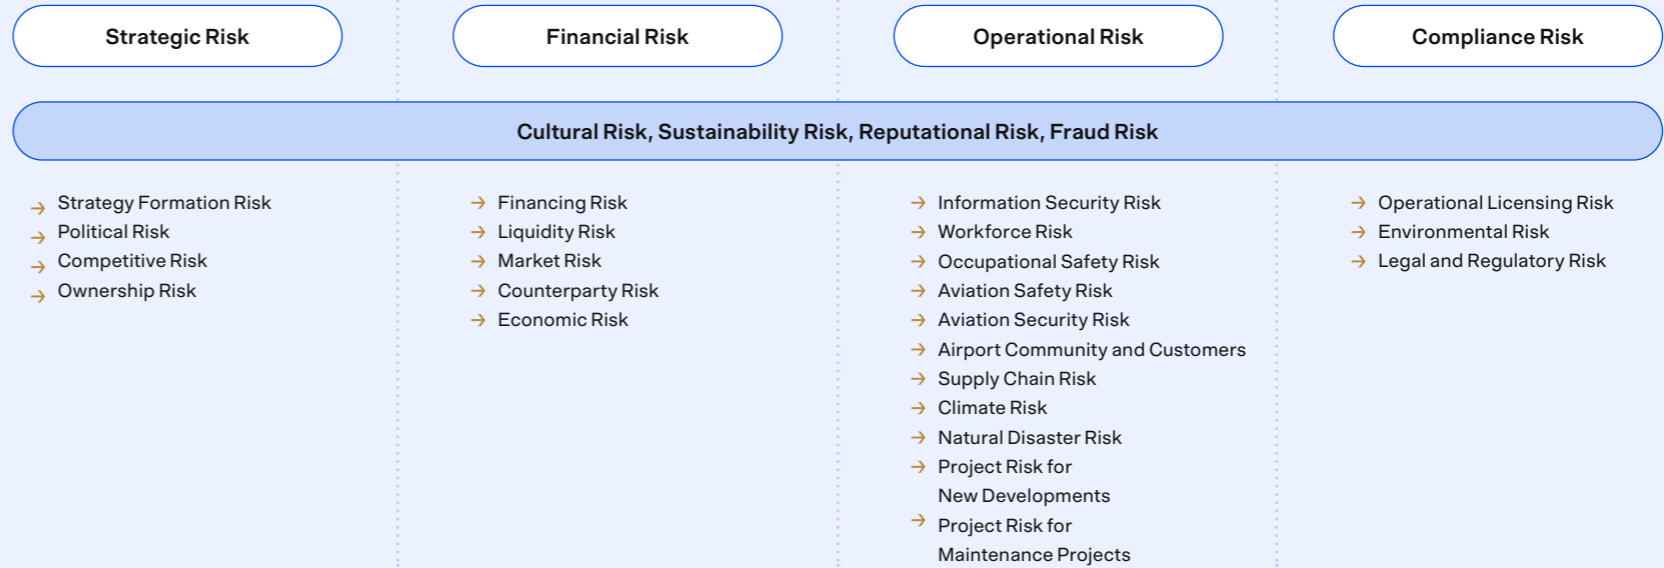 Strategic Risk
Financial Risk
Operational Risk
Compliance Risk
Cultural Risk, Sustainability Risk, Reputational Risk, Fraud Risk
→ Strategy Formation Risk
→ Political Risk
→ Competitive Risk
→ Ownership Risk
→ Financing Risk
→ Liquidity Risk
→ Market Risk
→ Counterparty Risk
→ Economic Risk
→ Information Security Risk
→ Workforce Risk
→ Occupational Safety Risk
→ Aviation Safety Risk
→ Aviation Security Risk
→ Airport Community and Customers
→ Supply Chain Risk
→ Climate Risk
→ Natural Disaster Risk
→ Project Risk for
New Developments
→ Project Risk for
Maintenance Projects
→ Operational Licensing Risk
→ Environmental Risk
→ Legal and Regulatory Risk